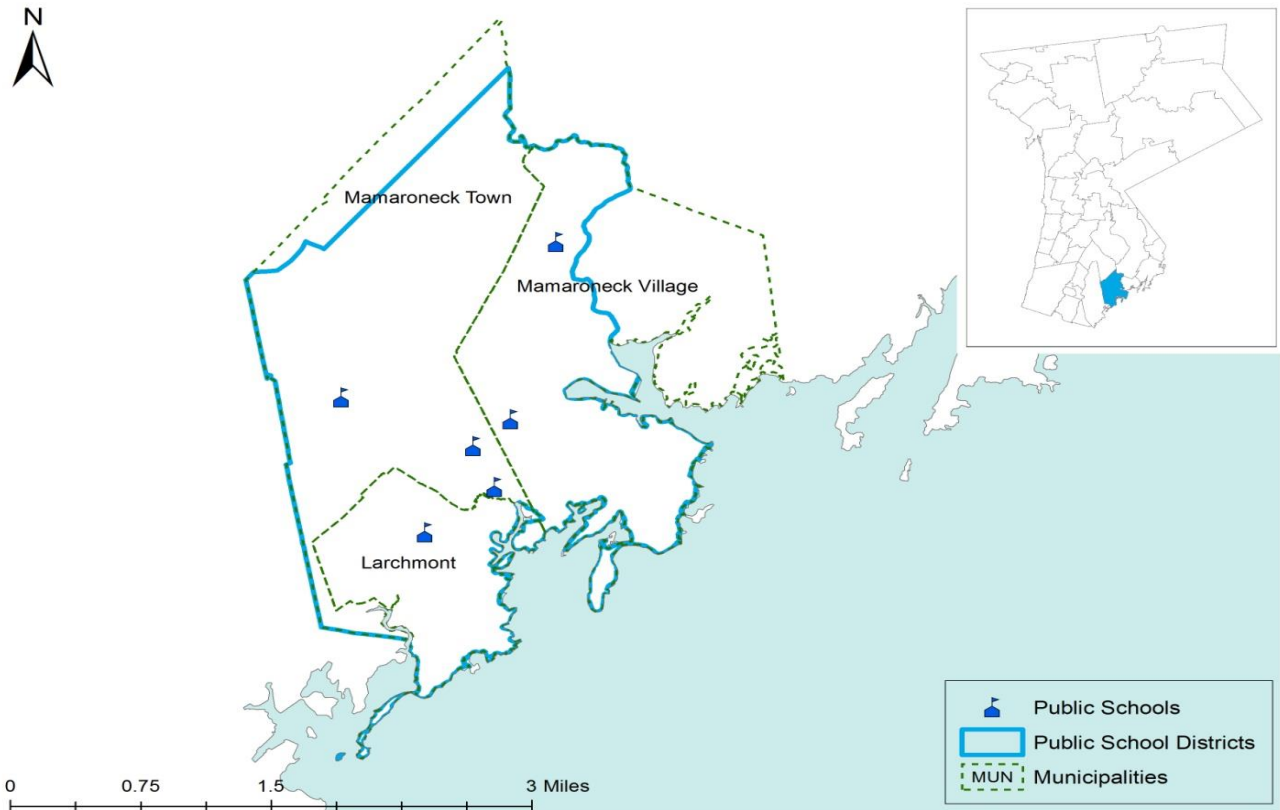 N
Mamaroneck Town
Mamaroneck Village
Larchmont
0 0.75 1.5 3 Miles
Public Schools
Public School Districts
MUN Municipalities